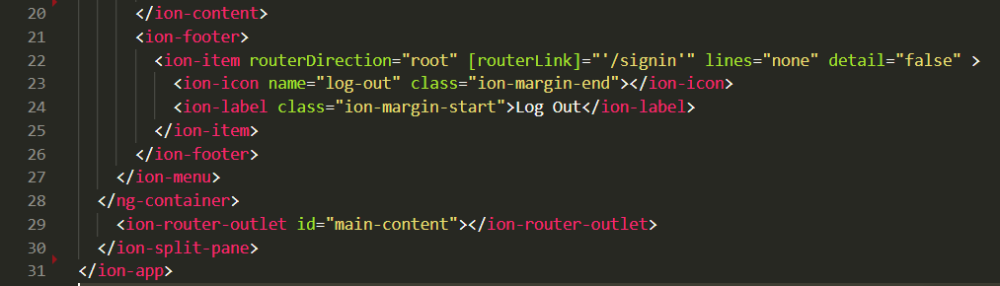 20 </ion-content>
21 <ion-footer>
22 <ion-item routerDirection="root" [routerLink]="'/signin'" lines="none" detail="false" >
23 <ion-icon name="log-out" class="ion-margin-end"></ion-icon>
24 <ion-label class="ion-margin-start">Log Out</ion-label>
25 </ion-item>
26 </ion-footer>
27 </ion-menu>
28 </ng-container>
29 <ion-router-outlet id="main-content"></ion-router-outlet>
30 </ion-split-pane>
31 </ion-app>